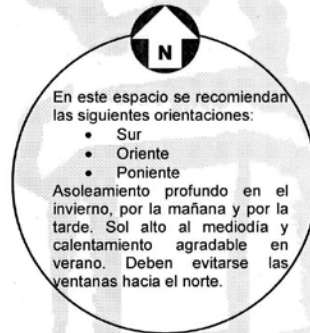 N
En este espacio se recomiendan
las siguientes orientaciones:
• Sur
• Oriente
• Poniente
Asoleamiento profundo en el
invierno, por la mañana y por la
tarde. Sol alto al mediodía y
calentamiento agradable en
verano. Deben evitarse las
ventanas hacia el norte.